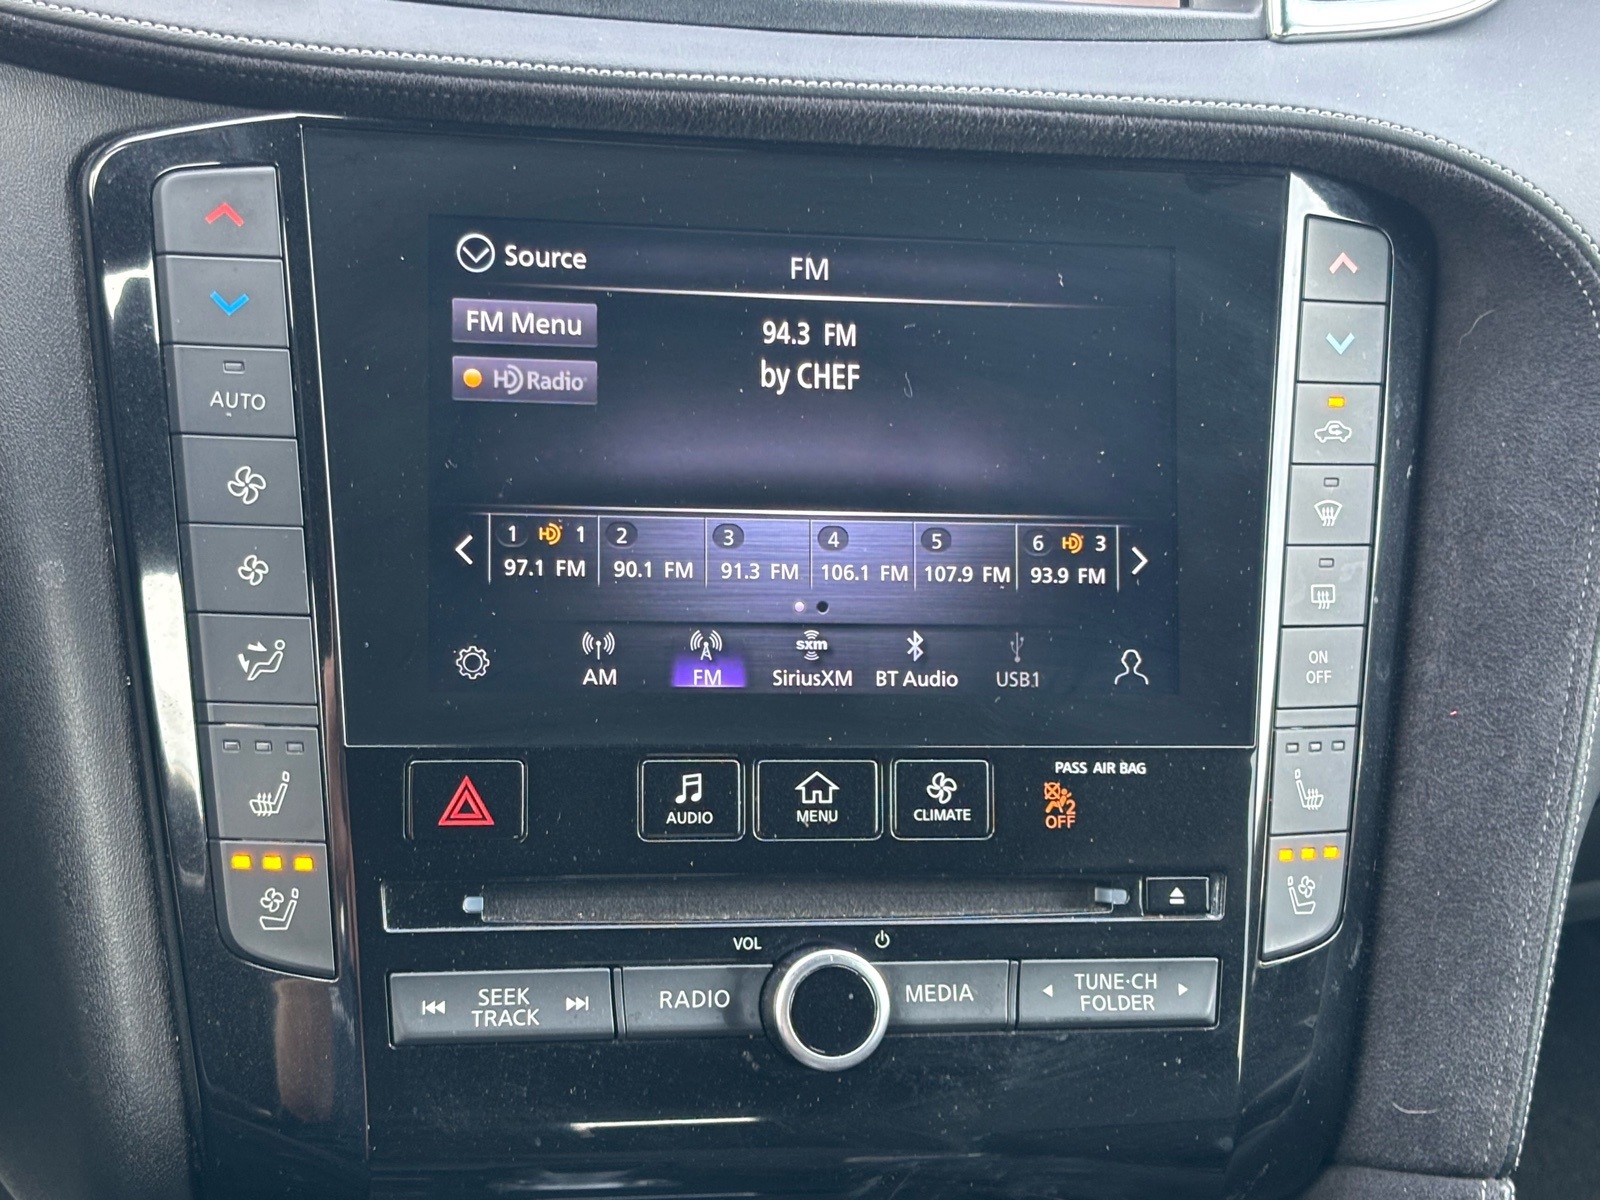 Source
FM
FM Menu
94.3 FM
HD Radio
by CHEF
1 HD 1
2
3
4
5
6 HD 3
97.1 FM
90.1 FM
91.3 FM
106.1 FM
107.9 FM
93.9 FM
AM
FM
sxm
SiriusXM
BT Audio
USB1
AUTO
ON
OFF
AUDIO
MENU
CLIMATE
PASS AIR BAG
2
OFF
VOL
SEEK
TRACK
RADIO
MEDIA
TUNE·CH
FOLDER